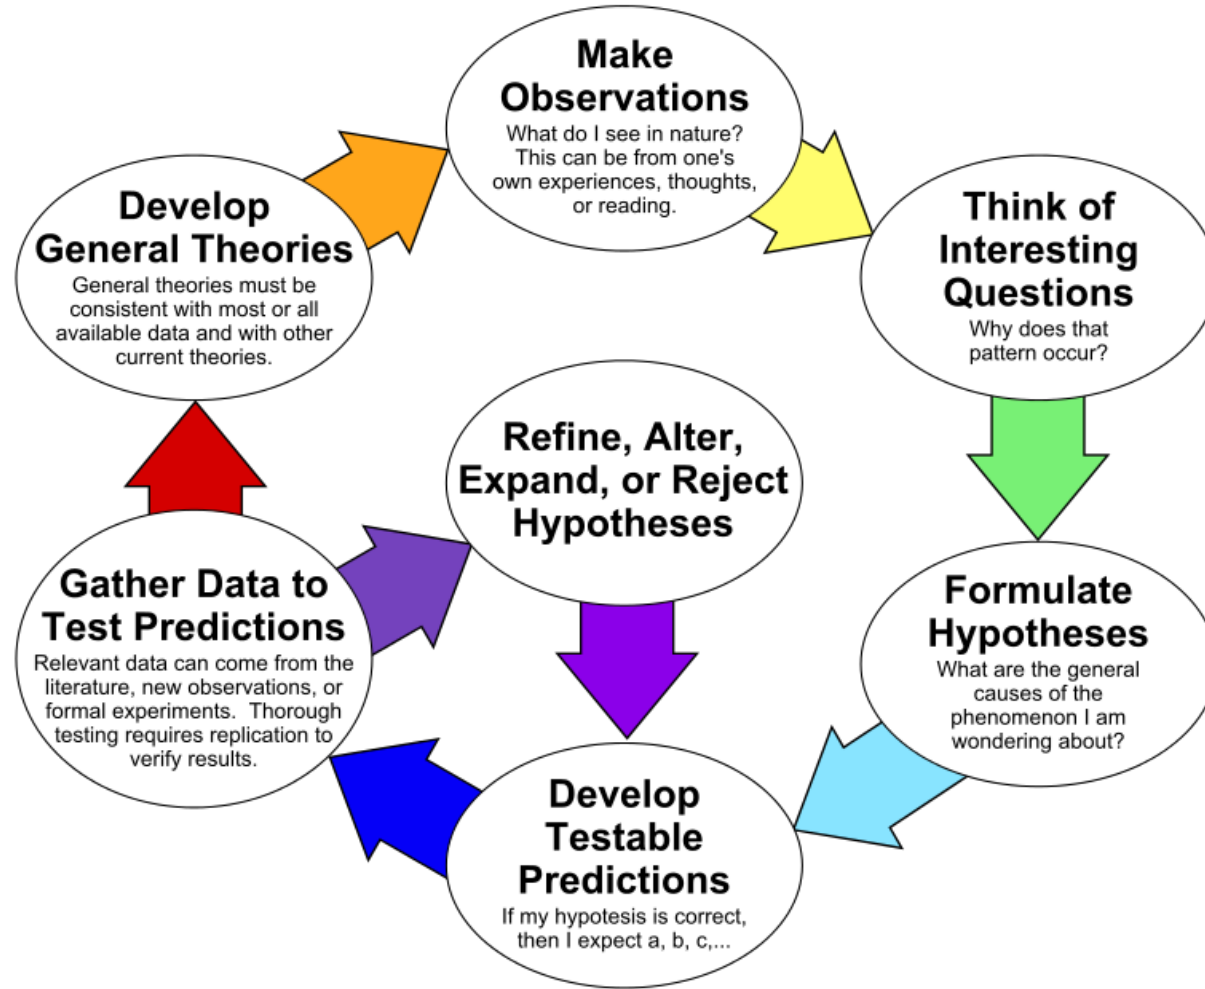 Make
Observations
What do I see in nature?
This can be from one's
own experiences, thoughts,
or reading.
Think of
Interesting
Questions
Why does that
pattern occur?
Formulate
Hypotheses
What are the general
causes of the
phenomenon I am
wondering about?
Develop
Testable
Predictions
If my hypotesis is correct,
then I expect a, b, c,...
Gather Data to
Test Predictions
Relevant data can come from the
literature, new observations, or
formal experiments.  Thorough
testing requires replication to
verify results.
Refine, Alter,
Expand, or Reject
Hypotheses
Develop
General Theories
General theories must be
consistent with most or all
available data and with other
current theories.